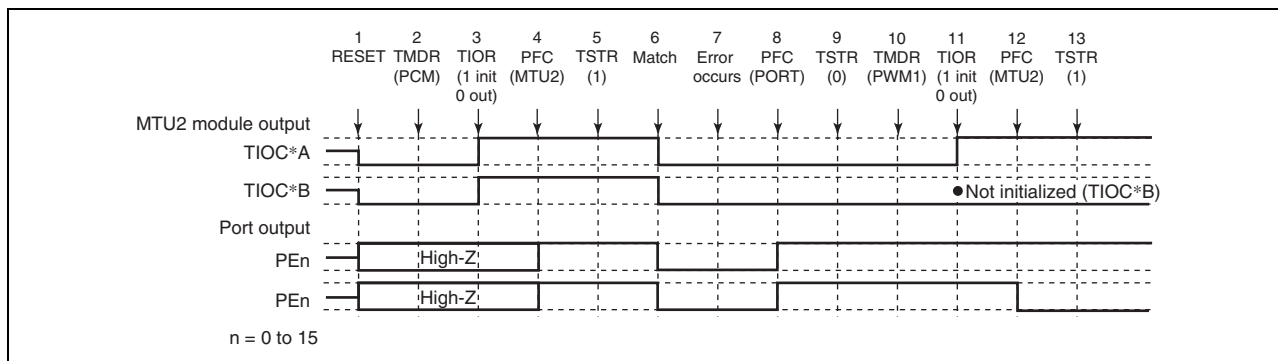 1 2 3 4 5 6 7 8 9 10 11 12 13
RESET TMDR TIOR PFC TSTR Match Error PFC TSTR TMDR TIOR PFC TSTR
(PCM) (1 init (MTU2) (1) occurs (PORT) (0) (PWM1) (1 init (MTU2) (1)
0 out) 0 out)
MTU2 module output
TIOC*A
TIOC*B ●Not initialized (TIOC*B)
Port output
PEn High-Z
PEn High-Z
n = 0 to 15